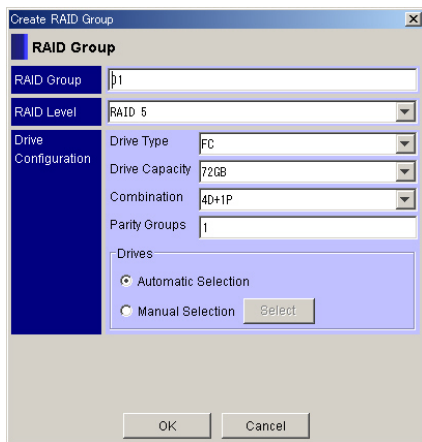 Create RAID Group
RAID Group
RAID Group 01
RAID Level RAID 5
Drive Configuration
Drive Type FC
Drive Capacity 72GB
Combination 4D+1P
Parity Groups 1
Drives
Automatic Selection
Manual Selection Select
OK Cancel